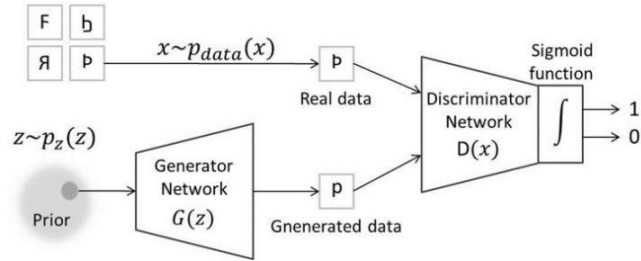 F ҧ
Я Þ
x~p_data(x)
Þ
Real data
Discriminator
Network
D(x)
Sigmoid
function
∫
1
0
z~p_z(z)
Prior
Generator
Network
G(z)
p
Gnenerated data